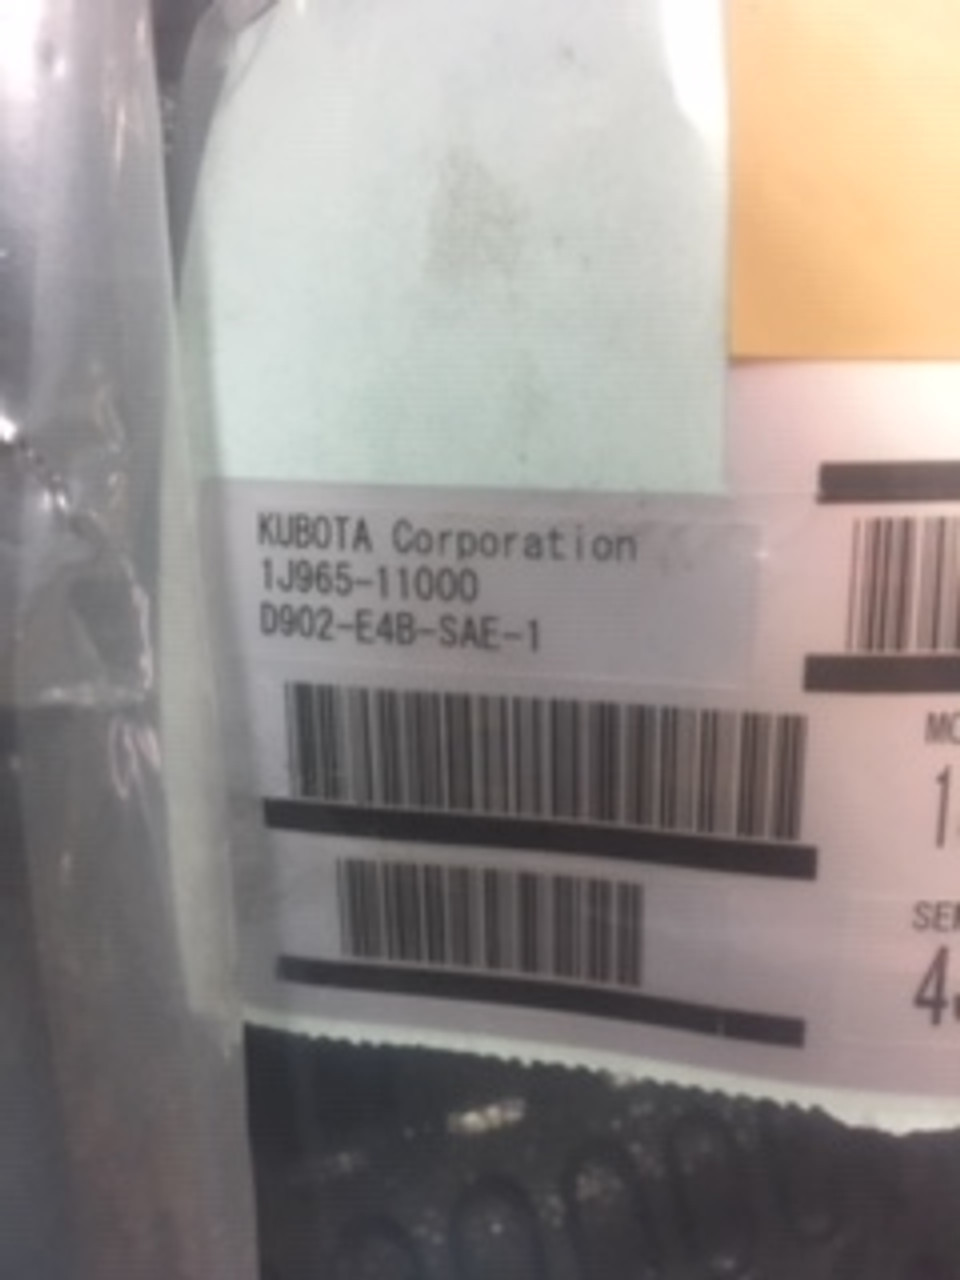 KUBOTA Corporation
1J965-11000
D902-E4B-SAE-1